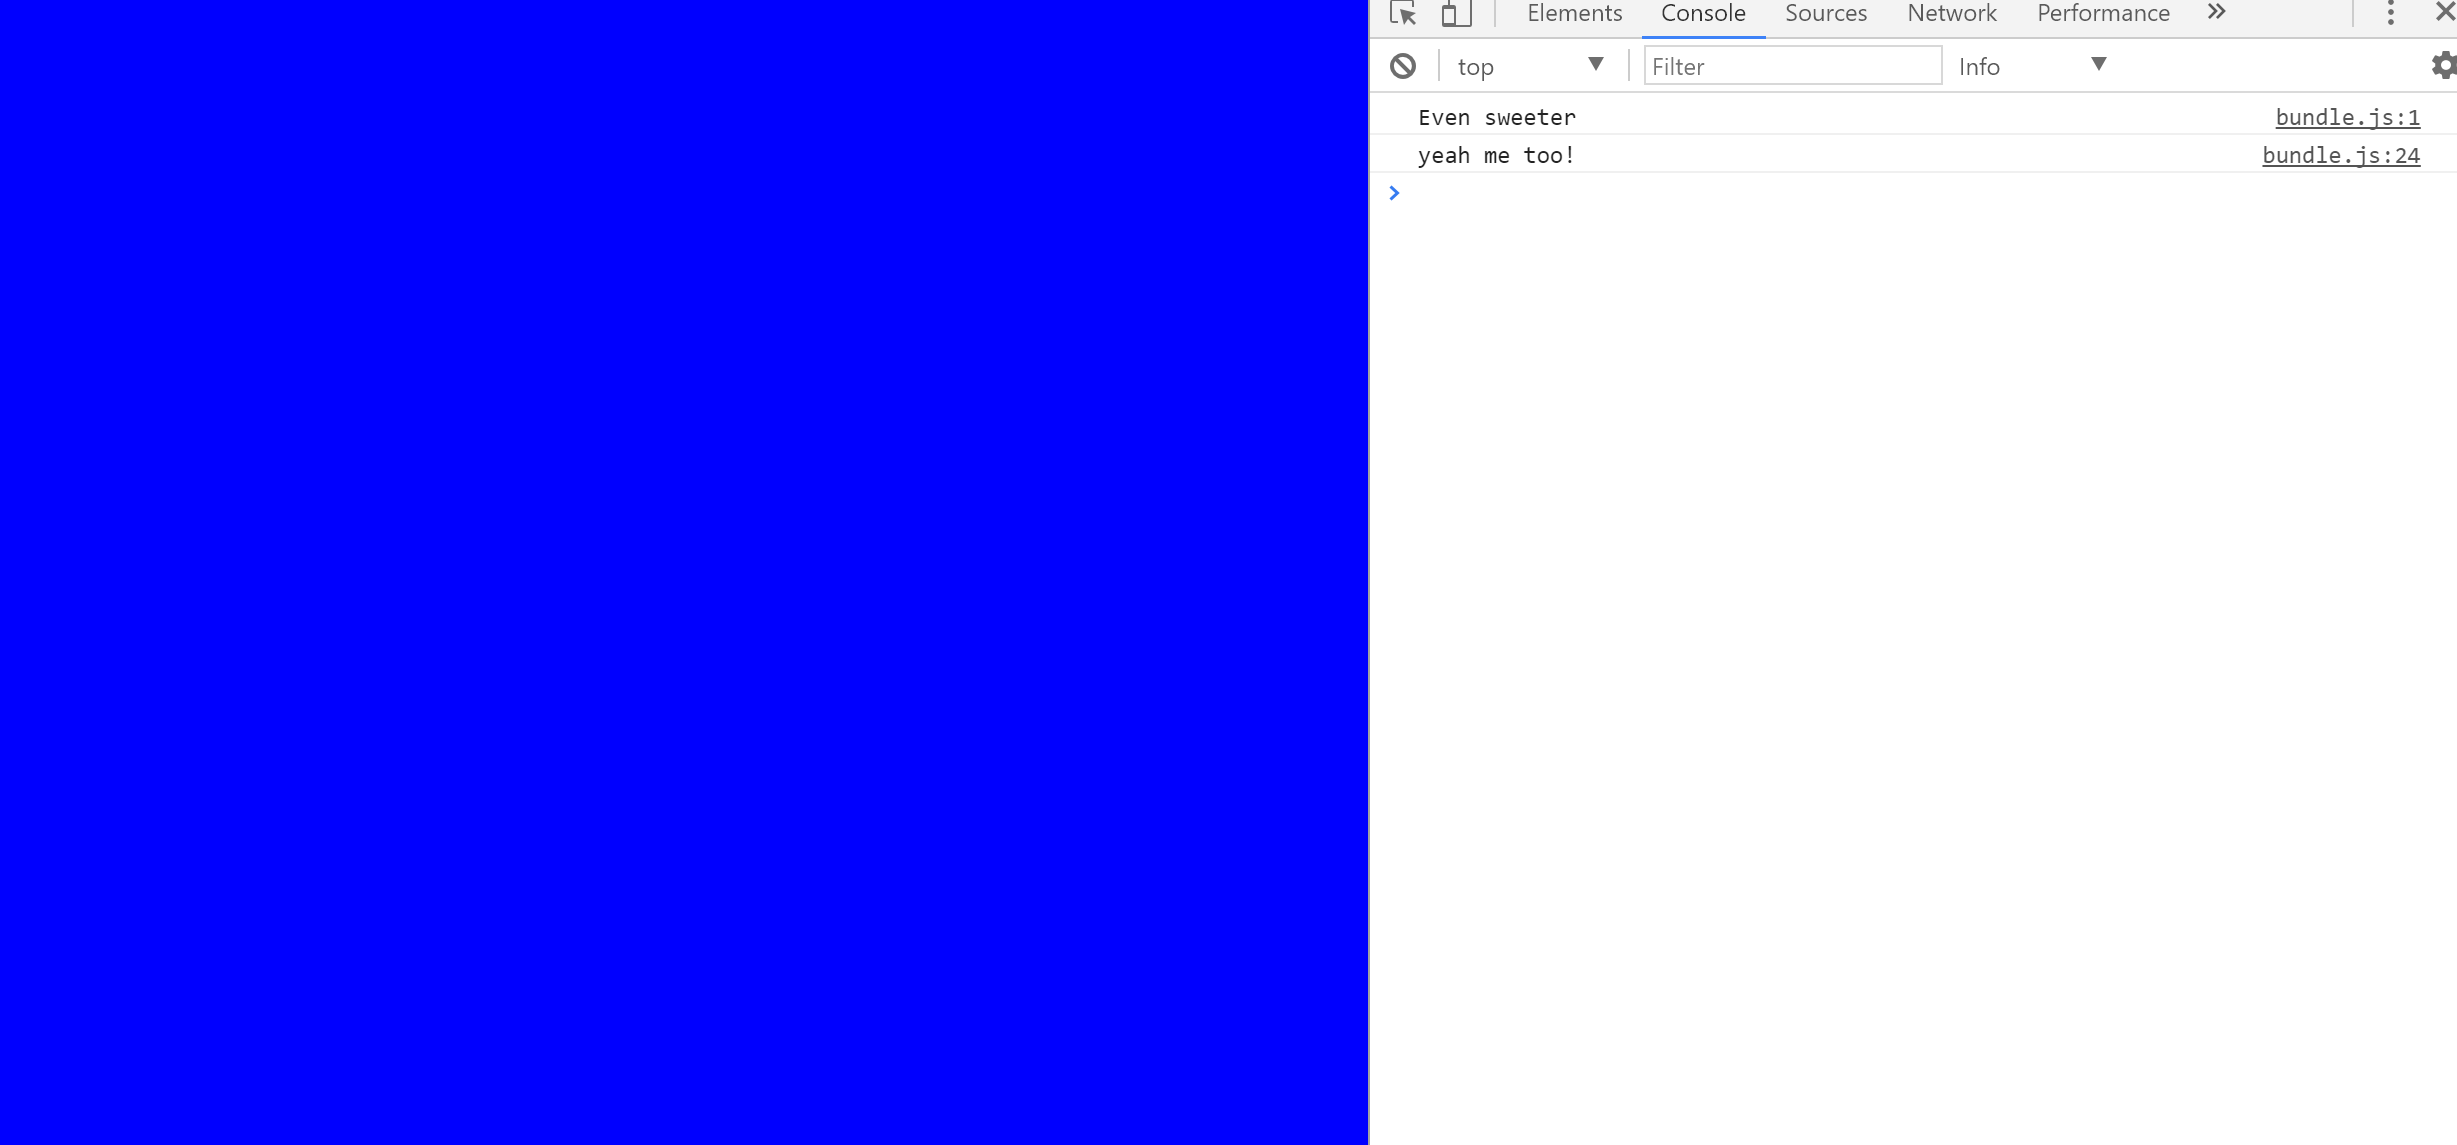 Elements Console Sources Network Performance
top Filter Info
Even sweeter bundle.js:1
yeah me too! bundle.js:24